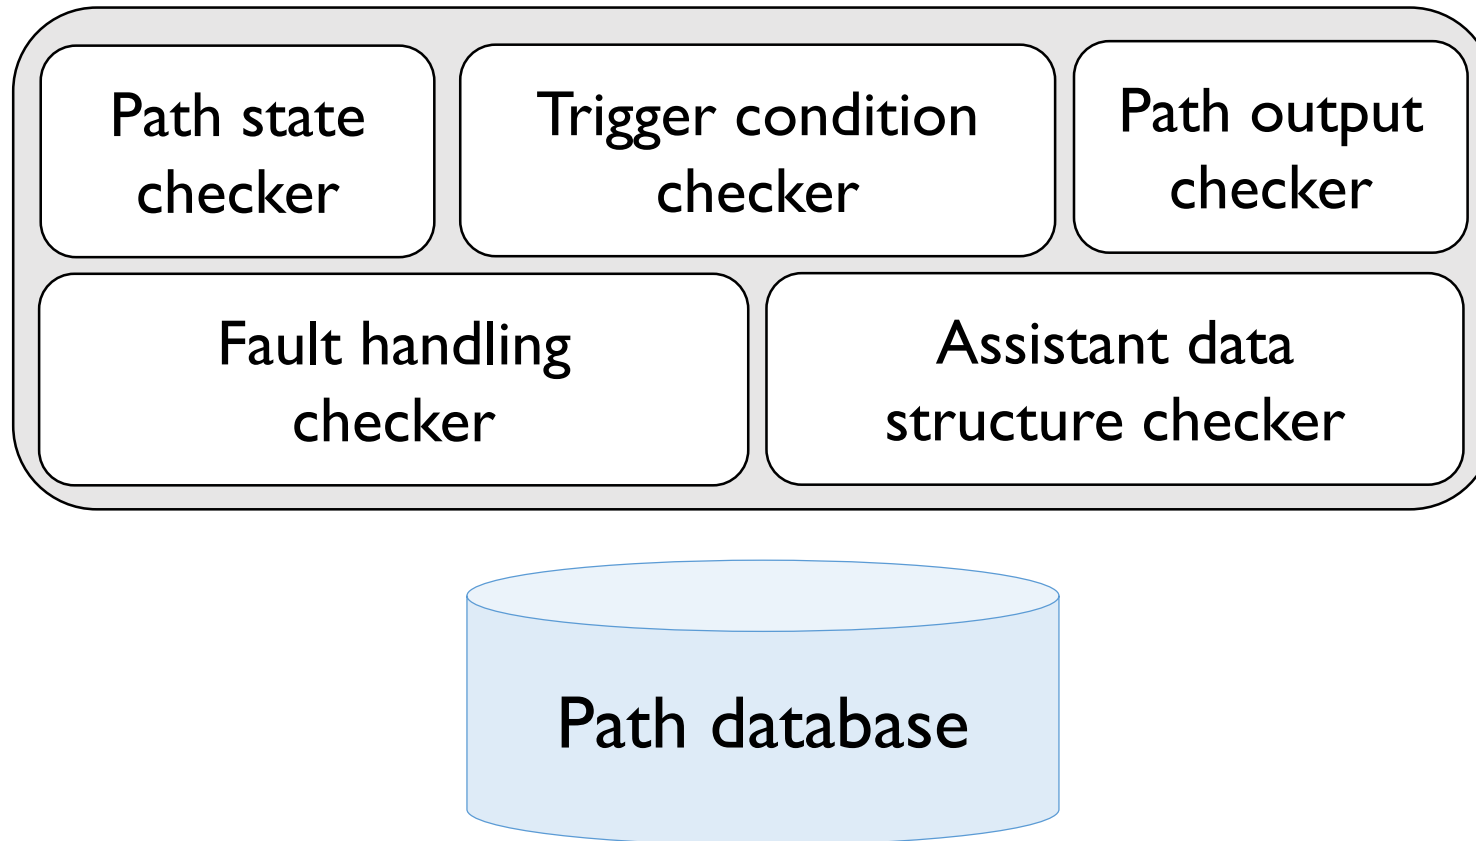 Path state
checker
Trigger condition
checker
Path output
checker
Fault handling
checker
Assistant data
structure checker
Path database